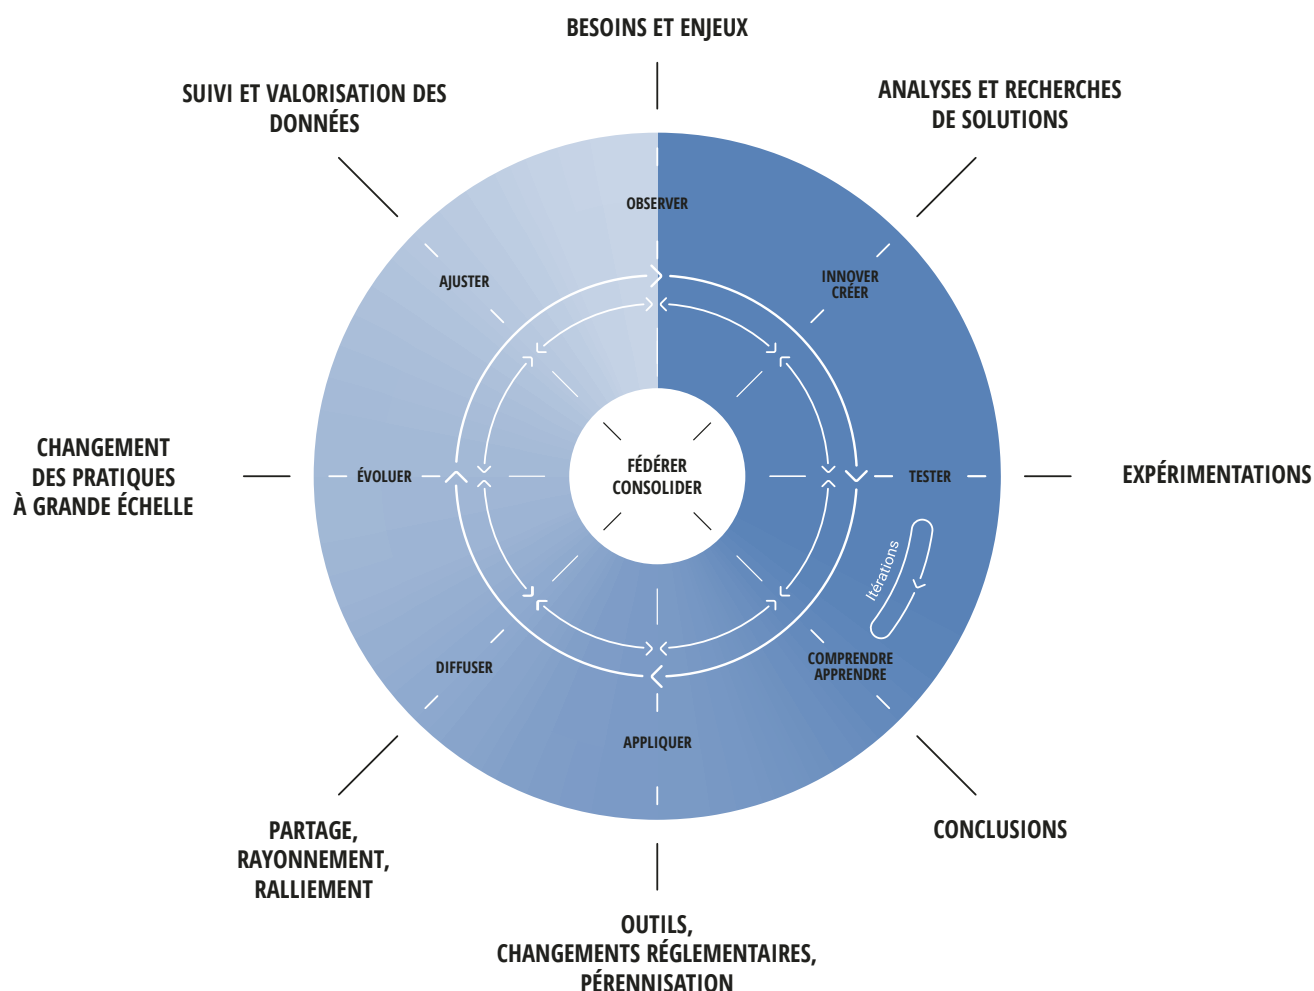 BESOINS ET ENJEUX
SUIVI ET VALORISATION DES
DONNÉES
ANALYSES ET RECHERCHES
DE SOLUTIONS
OBSERVER
AJUSTER
INNOVER
CRÉER
CHANGEMENT
DES PRATIQUES
À GRANDE ÉCHELLE
ÉVOLUER
FÉDÉRER
CONSOLIDER
TESTER
EXPÉRIMENTATIONS
Itérations
DIFFUSER
COMPRENDRE
APPRENDRE
APPLIQUER
PARTAGE,
RAYONNEMENT,
RALLIEMENT
CONCLUSIONS
OUTILS,
CHANGEMENTS RÉGLEMENTAIRES,
PÉRENNISATION